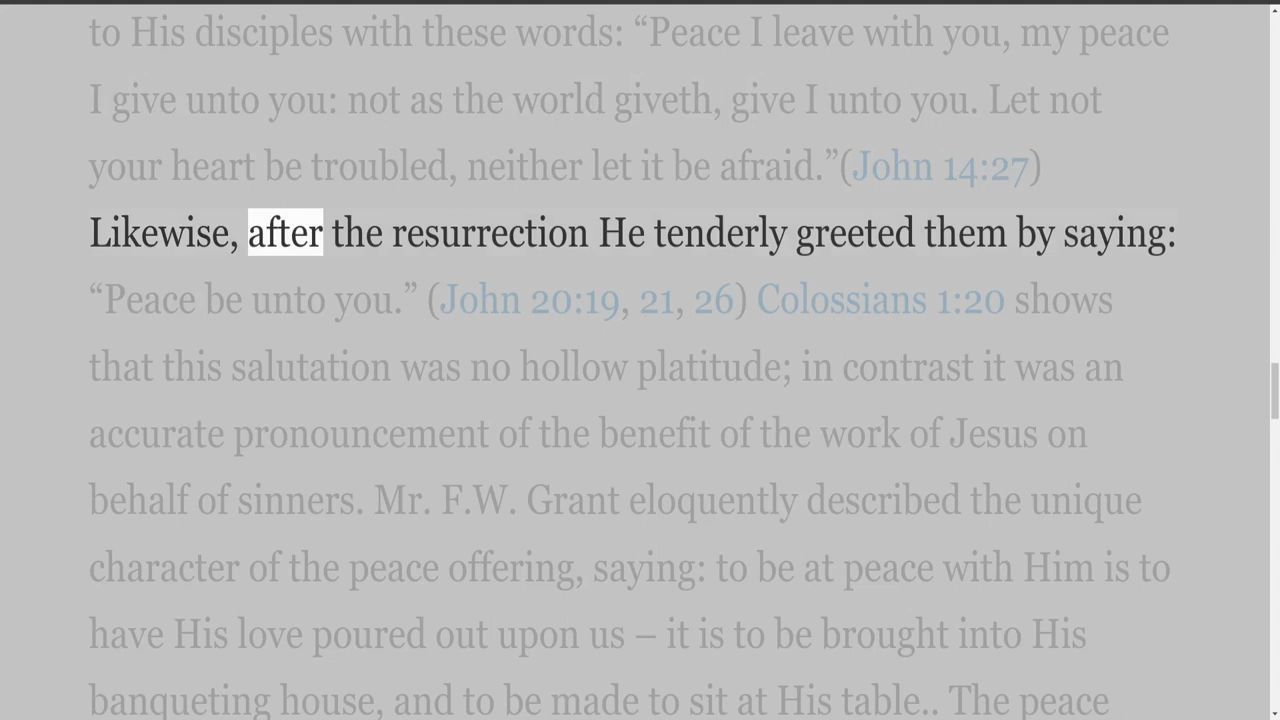 to His disciples with these words: “Peace I leave with you, my peace
I give unto you: not as the world giveth, give I unto you. Let not
your heart be troubled, neither let it be afraid.”(John 14:27)
Likewise, after the resurrection He tenderly greeted them by saying:
“Peace be unto you.” (John 20:19, 21, 26) Colossians 1:20 shows
that this salutation was no hollow platitude; in contrast it was an
accurate pronouncement of the benefit of the work of Jesus on
behalf of sinners. Mr. F.W. Grant eloquently described the unique
character of the peace offering, saying: to be at peace with Him is to
have His love poured out upon us – it is to be brought into His
banqueting house, and to be made to sit at His table.. The peace